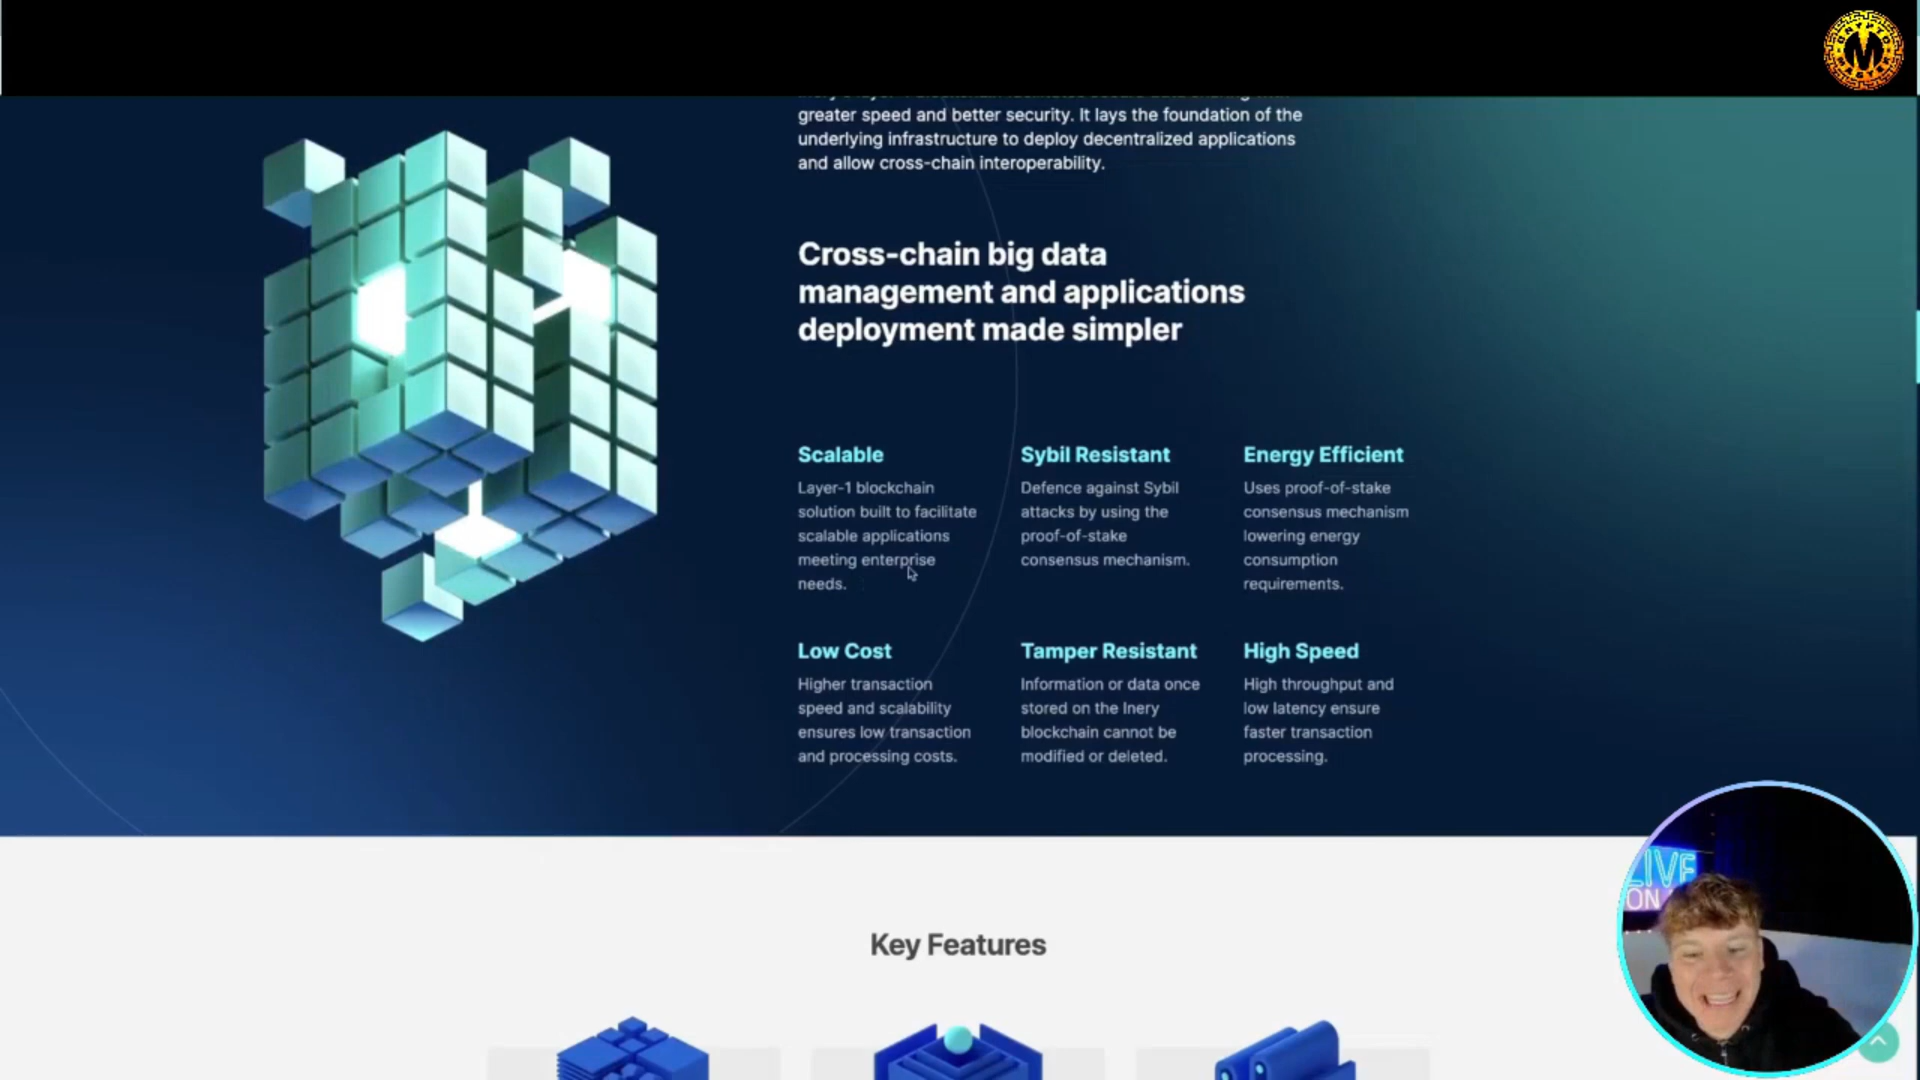 greater speed and better security. It lays the foundation of the
underlying infrastructure to deploy decentralized applications
and allow cross-chain interoperability.
Cross-chain big data
management and applications
deployment made simpler
Scalable
Layer-1 blockchain
solution built to facilitate
scalable applications
meeting enterprise
needs.
Sybil Resistant
Defence against Sybil
attacks by using the
proof-of-stake
consensus mechanism.
Energy Efficient
Uses proof-of-stake
consensus mechanism
lowering energy
consumption
requirements.
Low Cost
Higher transaction
speed and scalability
ensures low transaction
and processing costs.
Tamper Resistant
Information or data once
stored on the Inery
blockchain cannot be
modified or deleted.
High Speed
High throughput and
low latency ensure
faster transaction
processing.
Key Features
LIVE
ON